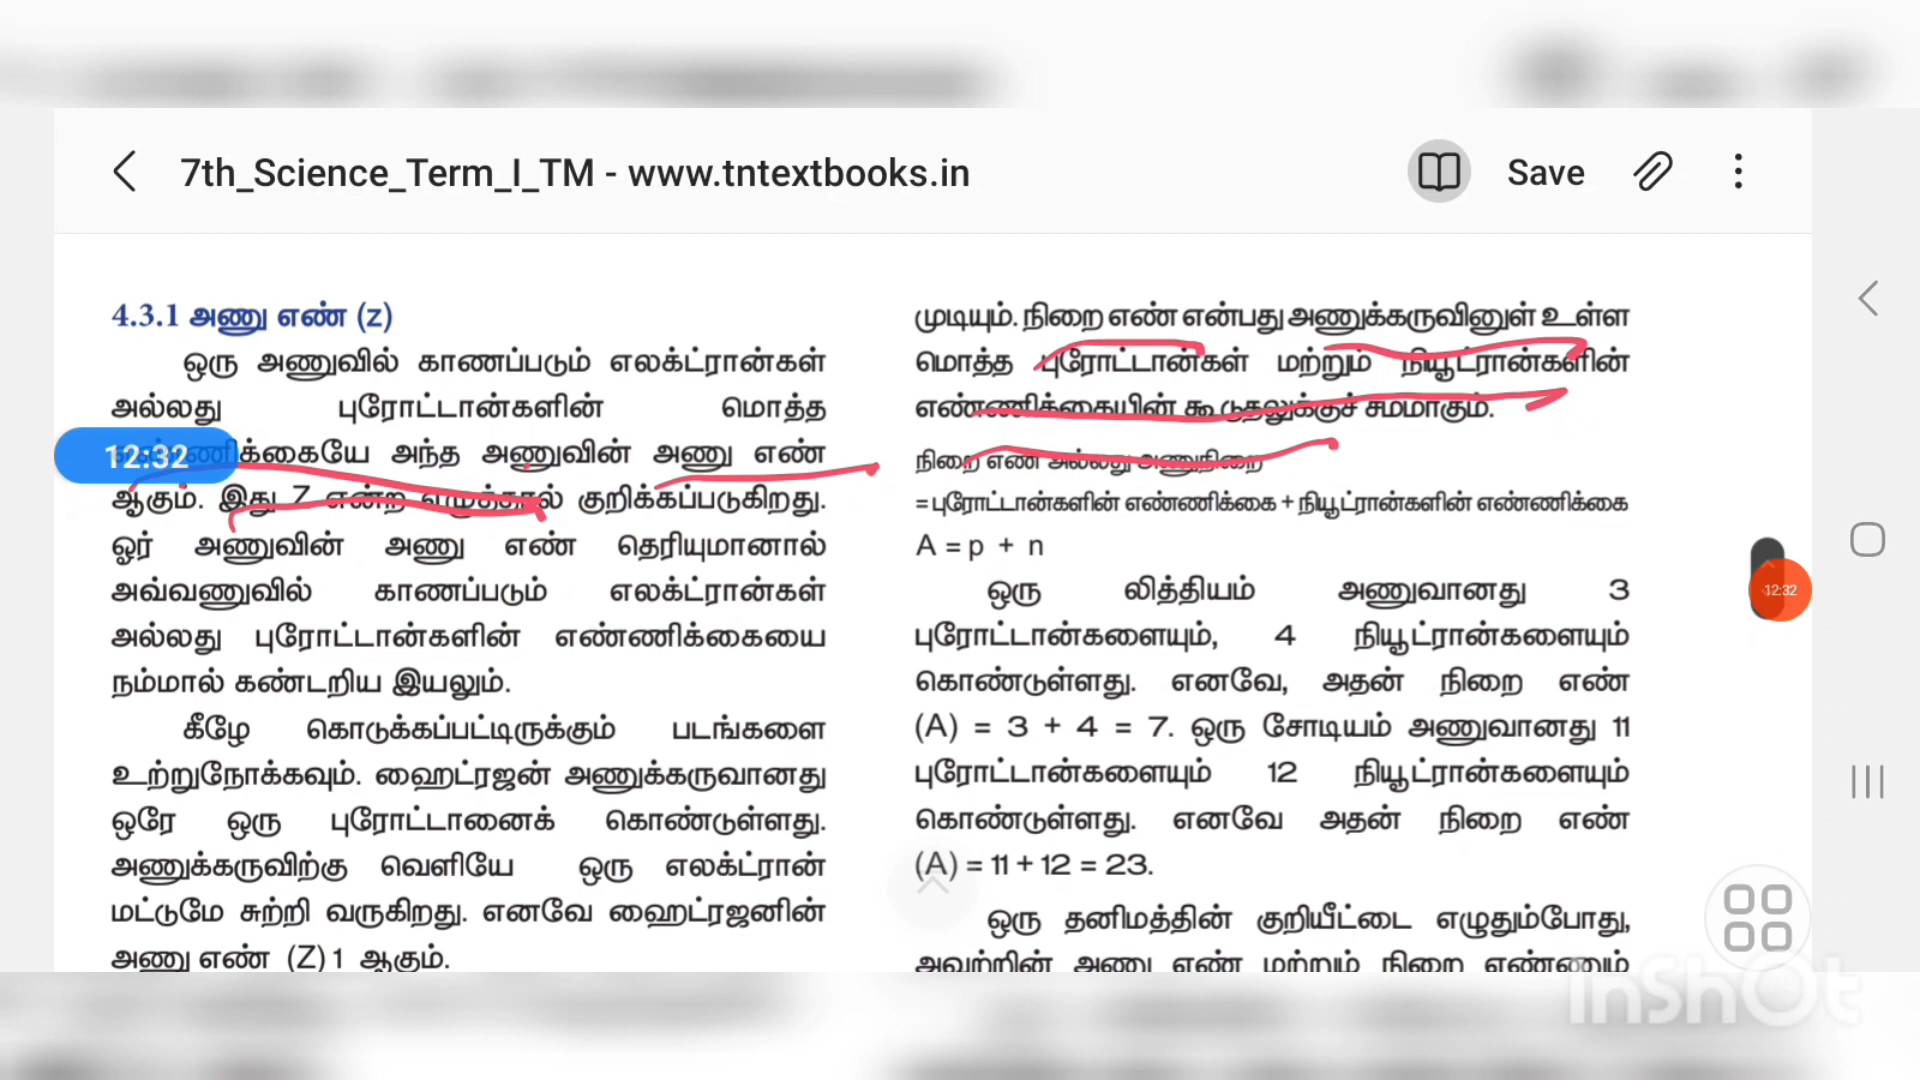 7th_Science_Term_I_TM - www.tntextbooks.in
Save
4.3.1 அணு எண் (z)
ஒரு அணுவில் காணப்படும் எலக்ட்ரான்கள்
அல்லது புரோட்டான்களின் மொத்த
அந்த அணுவின் அணு எண்
ஆகும். இது Z என்ற எழுத்தால் குறிக்கப்படுகிறது.
ஓர் அணுவின் அணு எண் தெரியுமானால்
அவ்வணுவில் காணப்படும் எலக்ட்ரான்கள்
அல்லது புரோட்டான்களின் எண்ணிக்கையை
நம்மால் கண்டறிய இயலும்.
கீழே கொடுக்கப்பட்டிருக்கும் படங்களை
உற்றுநோக்கவும். ஹைட்ரஜன் அணுக்கருவானது
ஒரே ஒரு புரோட்டானைக் கொண்டுள்ளது.
அணுக்கருவிற்கு வெளியே ஒரு எலக்ட்ரான்
மட்டுமே சுற்றி வருகிறது. எனவே ஹைட்ரஜனின்
அணு எண் (Z) 1 ஆகும்.
முடியும். நிறை எண் என்பது அணுக்கருவினுள் உள்ள
மொத்த புரோட்டான்கள் மற்றும் நியூட்ரான்களின்
எண்ணிக்கையின் கூடுதலுக்குச் சமமாகும்.
நிறை எண் அல்லது அணுநிறை
= புரோட்டான்களின் எண்ணிக்கை + நியூட்ரான்களின் எண்ணிக்கை
A = p + n
ஒரு லித்தியம் அணுவானது 3
புரோட்டான்களையும், 4 நியூட்ரான்களையும்
கொண்டுள்ளது. எனவே, அதன் நிறை எண்
(A) = 3 + 4 = 7. ஒரு சோடியம் அணுவானது 11
புரோட்டான்களையும் 12 நியூட்ரான்களையும்
கொண்டுள்ளது. எனவே அதன் நிறை எண்
(A) = 11 + 12 = 23.
ஒரு தனிமத்தின் குறியீட்டை எழுதும்போது,
அவற்றின் அணு எண் மற்றும் நிறை எண்ணும்
12:32
12:32
InShOt